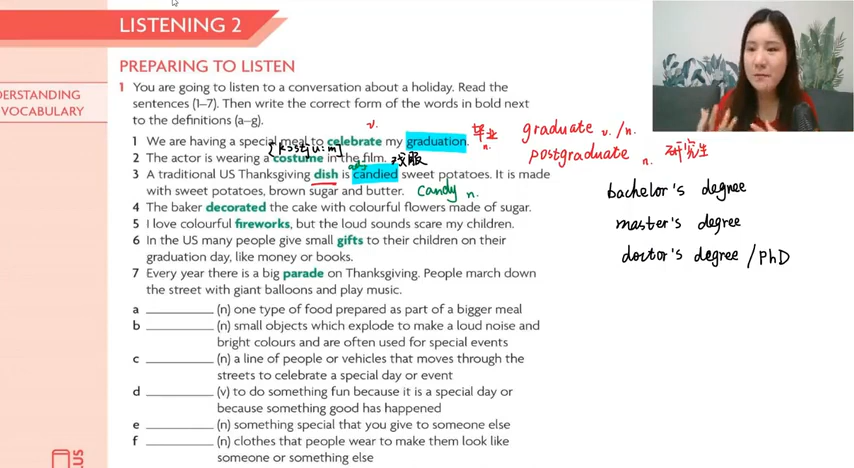 LISTENING 2
PREPARING TO LISTEN
ERSTANDING
VOCABULARY
1 You are going to listen to a conversation about a holiday. Read the
sentences (1–7). Then write the correct form of the words in bold next
to the definitions (a–g).
v.
1 We are having a special meal to celebrate my graduation. 毕业 n.
graduate v. / n.
[kɔstju:m]
2 The actor is wearing a costume in the film. 戏服
postgraduate n. 研究生
adj
3 A traditional US Thanksgiving dish is candied sweet potatoes. It is made
with sweet potatoes, brown sugar and butter. candy n.
bachelor's degree
master's degree
doctor's degree / PhD
4 The baker decorated the cake with colourful flowers made of sugar.
5 I love colourful fireworks, but the loud sounds scare my children.
6 In the US many people give small gifts to their children on their
graduation day, like money or books.
7 Every year there is a big parade on Thanksgiving. People march down
the street with giant balloons and play music.
a ____________ (n) one type of food prepared as part of a bigger meal
b ____________ (n) small objects which explode to make a loud noise and
bright colours and are often used for special events
c ____________ (n) a line of people or vehicles that moves through the
streets to celebrate a special day or event
d ____________ (v) to do something fun because it is a special day or
because something good has happened
e ____________ (n) something special that you give to someone else
f ____________ (n) clothes that people wear to make them look like
someone or something else
PLUS